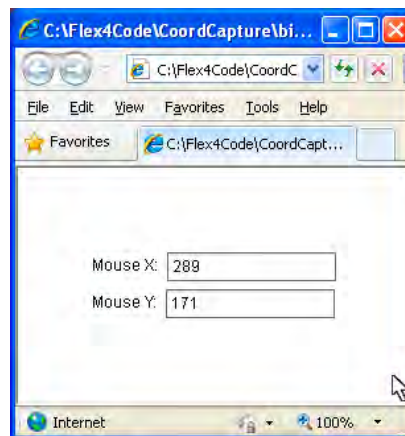 C:\Flex4Code\CoordCapture\bi...
C:\Flex4Code\CoordC
File Edit View Favorites Tools Help
Favorites C:\Flex4Code\CoordCapt...
Mouse X: 289
Mouse Y: 171
Internet 100%